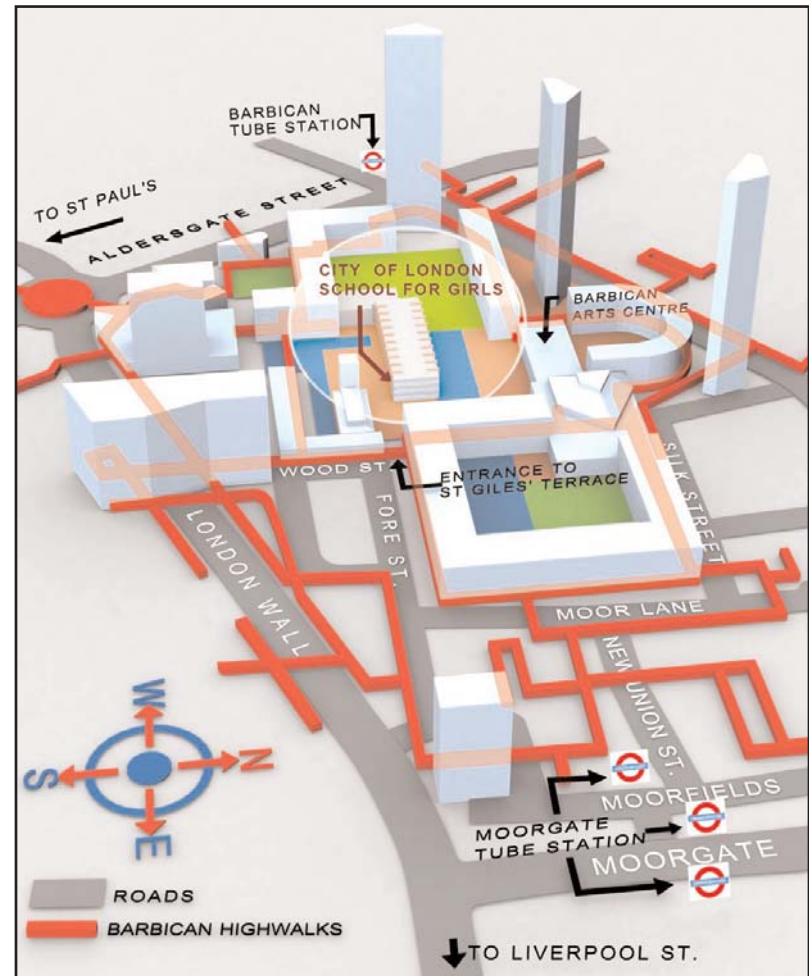 BARBICAN
TUBE STATION
TO ST PAUL'S
ALDERSGATE STREET
CITY OF LONDON
SCHOOL FOR GIRLS
BARBICAN
ARTS CENTRE
WOOD ST.
ENTRANCE TO
ST GILES' TERRACE
FORE ST.
SILK STREET
LONDON WALL
MOOR LANE
NEW UNION ST.
W
N
S
E
MOORFIELDS
MOORGATE
TUBE STATION
MOORGATE
ROADS
BARBICAN HIGHWALKS
TO LIVERPOOL ST.